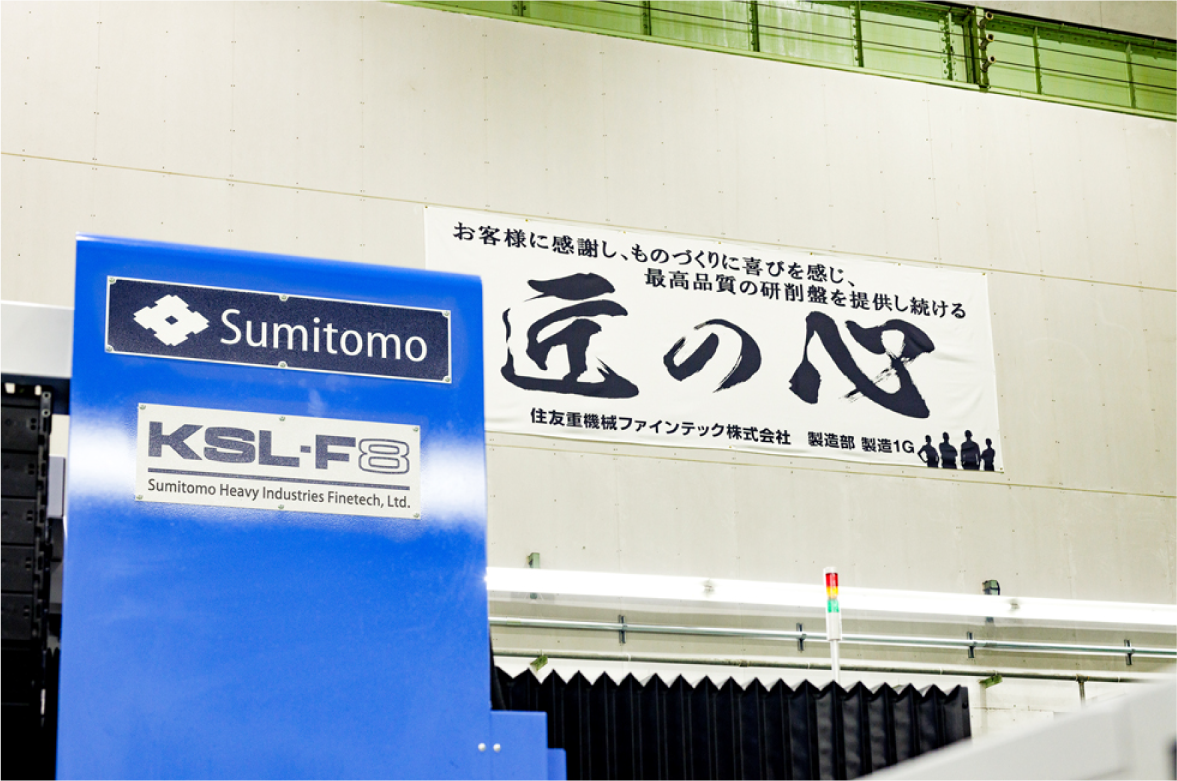 Sumitomo
KSL-F8
Sumitomo Heavy Industries Finetech, Ltd.
お客様に感謝し、ものづくりに喜びを感じ、
最高品質の研削盤を提供し続ける
匠の心
住友重機械ファインテック株式会社 製造部 製造1G